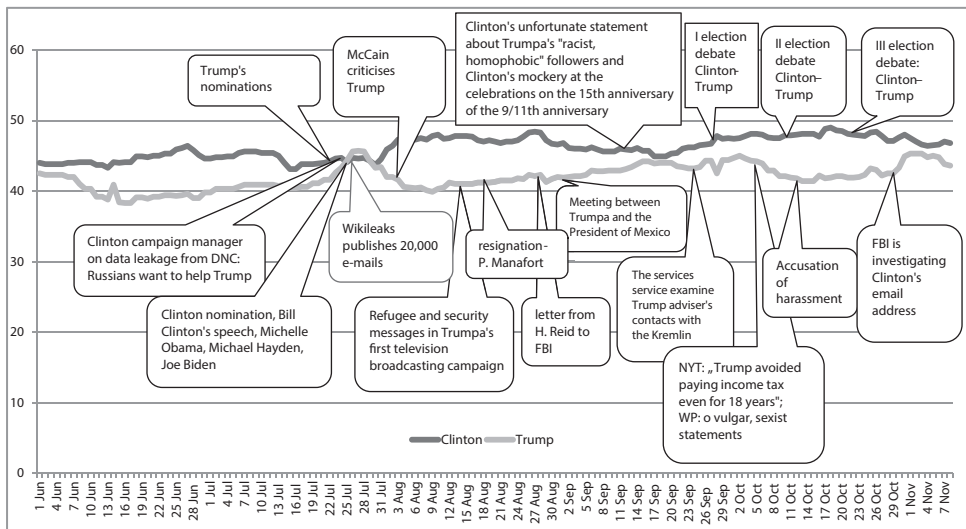 60
50
40
30
20
10
0
Trump's
nominations
McCain
criticises
Trump
Clinton's unfortunate statement
about Trumpa's "racist,
homophobic" followers and
Clinton's mockery at the
celebrations on the 15th anniversary
of the 9/11th anniversary
I election
debate
Clinton-
Trump
II election
debate
Clinton–
Trump
III election
debate:
Clinton–
Trump
Clinton campaign manager
on data leakage from DNC:
Russians want to help Trump
Wikileaks
publishes 20,000
e-mails
resignation-
P. Manafort
Meeting between
Trumpa and the
President of Mexico
Clinton nomination, Bill
Clinton's speech, Michelle
Obama, Michael Hayden,
Joe Biden
Refugee and security
messages in Trumpa's
first television
broadcasting campaign
letter from
H. Reid to
FBI
The services
service examine
Trump adviser's
contacts with
the Kremlin
Accusation
of
harassment
FBI is
investigating
Clinton's
email
address
NYT: „Trump avoided
paying income tax
even for 18 years";
WP: o vulgar, sexist
statements
Clinton
Trump
1 Jun
4 Jun
7 Jun
10 Jun
13 Jun
16 Jun
19 Jun
22 Jun
25 Jun
28 Jun
1 Jul
4 Jul
7 Jul
10 Jul
13 Jul
16 Jul
19 Jul
22 Jul
25 Jul
28 Jul
31 Jul
3 Aug
6 Aug
9 Aug
12 Aug
15 Aug
18 Aug
21 Aug
24 Aug
27 Aug
30 Aug
2 Sep
5 Sep
8 Sep
11 Sep
14 Sep
17 Sep
20 Sep
23 Sep
26 Sep
29 Sep
2 Oct
5 Oct
8 Oct
11 Oct
14 Oct
17 Oct
20 Oct
23 Oct
26 Oct
29 Oct
1 Nov
4 Nov
7 Nov